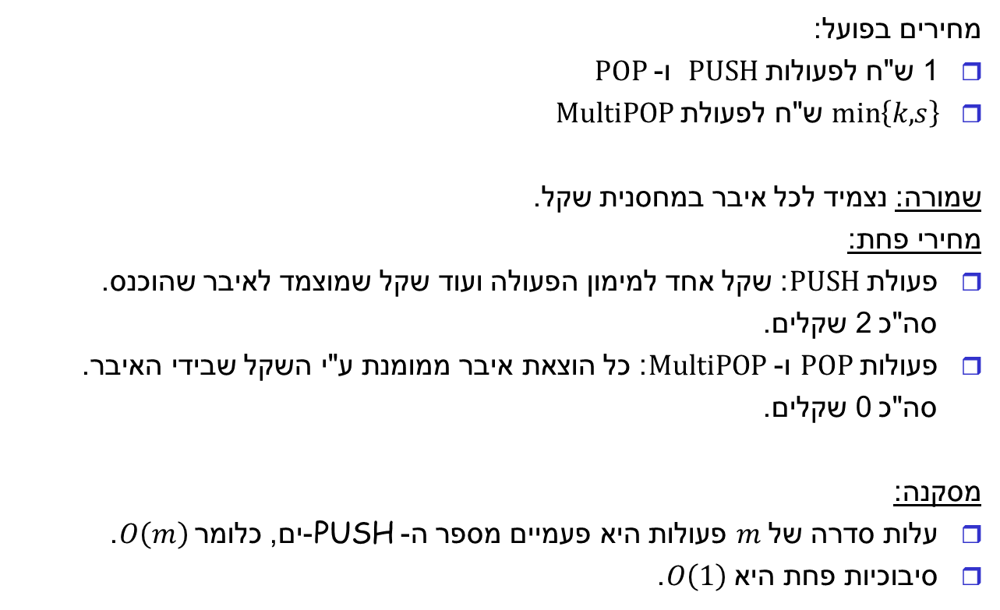 מחירים בפועל:
❒ 1 ש"ח לפעולות PUSH ו- POP
❒ min{k,s} ש"ח לפעולת MultiPOP
שמורה: נצמיד לכל איבר במחסנית שקל.
מחירי פחת:
❒ פעולת PUSH: שקל אחד למימון הפעולה ועוד שקל שמוצמד לאיבר שהוכנס.
סה"כ 2 שקלים.
❒ פעולות POP ו- MultiPOP: כל הוצאת איבר ממומנת ע"י השקל שבידי האיבר.
סה"כ 0 שקלים.
מסקנה:
❒ עלות סדרה של m פעולות היא פעמיים מספר ה- PUSH-ים, כלומר O(m).
❒ סיבוכיות פחת היא O(1).